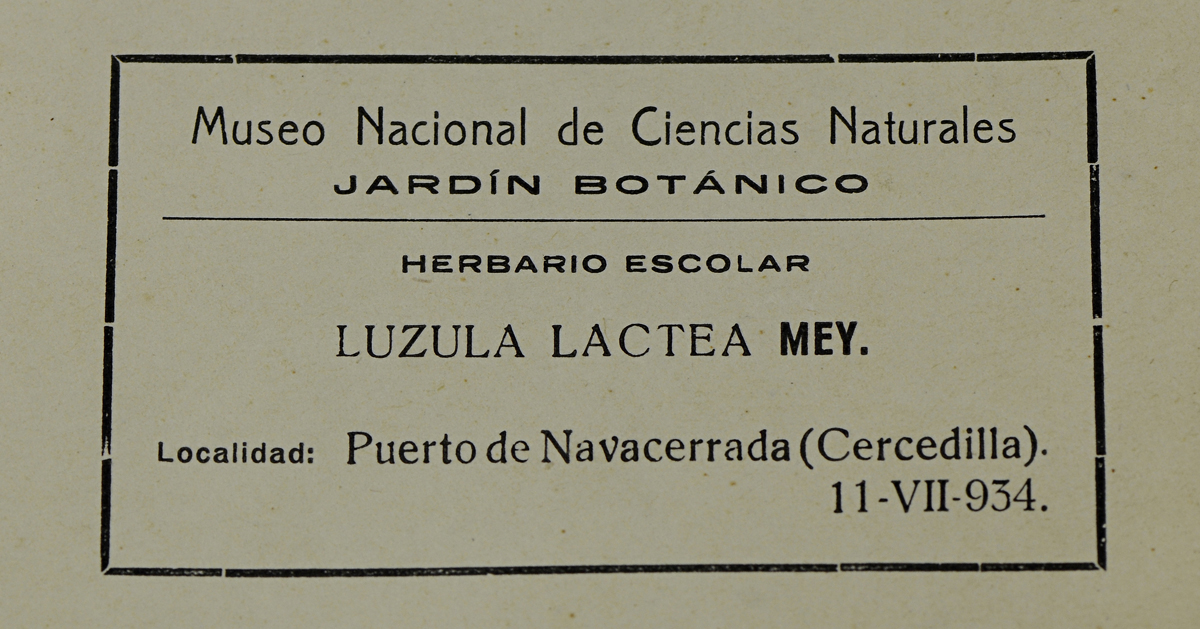 Museo Nacional de Ciencias Naturales
JARDÍN BOTÁNICO
HERBARIO ESCOLAR
LUZULA LACTEA MEY.
Localidad: Puerto de Navacerrada (Cercedilla).
11-VII-934.